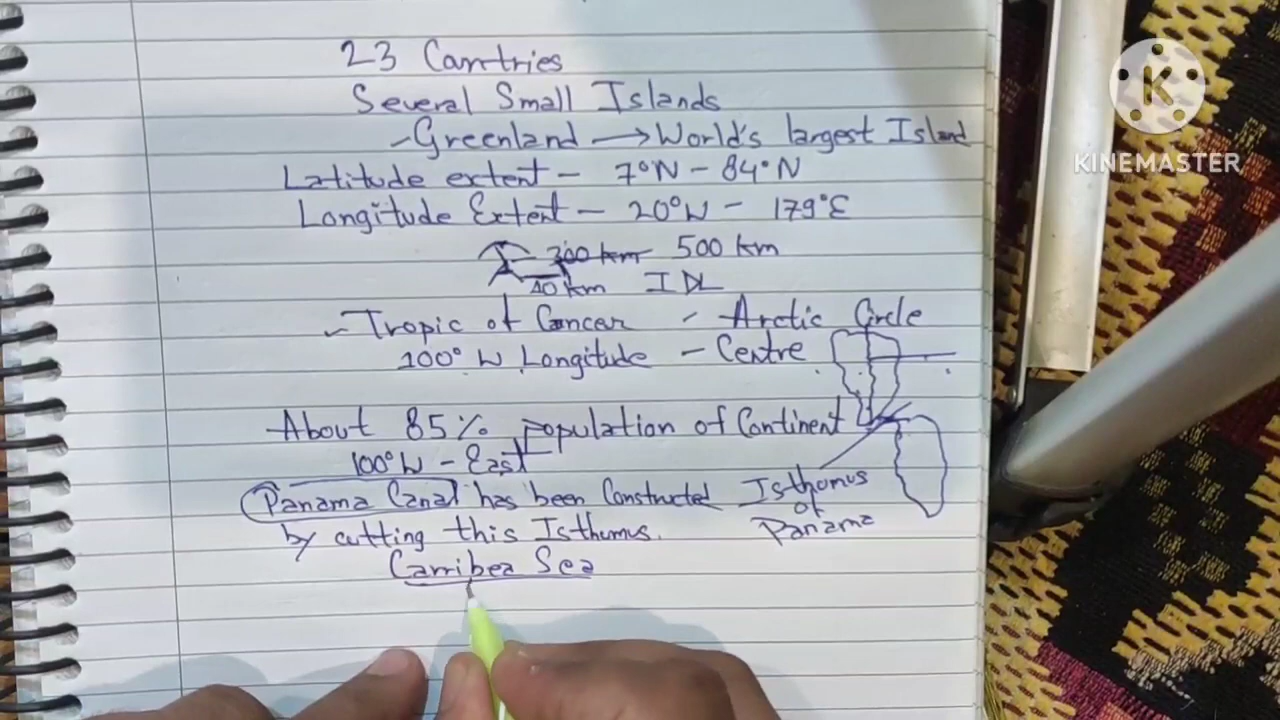 23 Countries
Several Small Islands
- Greenland → World's largest Island
Latitude extent - 7°N - 84°N
Longitude Extent - 20°W - 179°E
300 km 500 km
40 km IDL
- Tropic of Cancer - Arctic Circle
100° W Longitude - Centre
About 85% population of Continent
100°W - East
Panama Canal has been Constructed
by cutting this Isthumus.
Isthumus
of
Panama
Carribea Sea
K
KINEMASTER